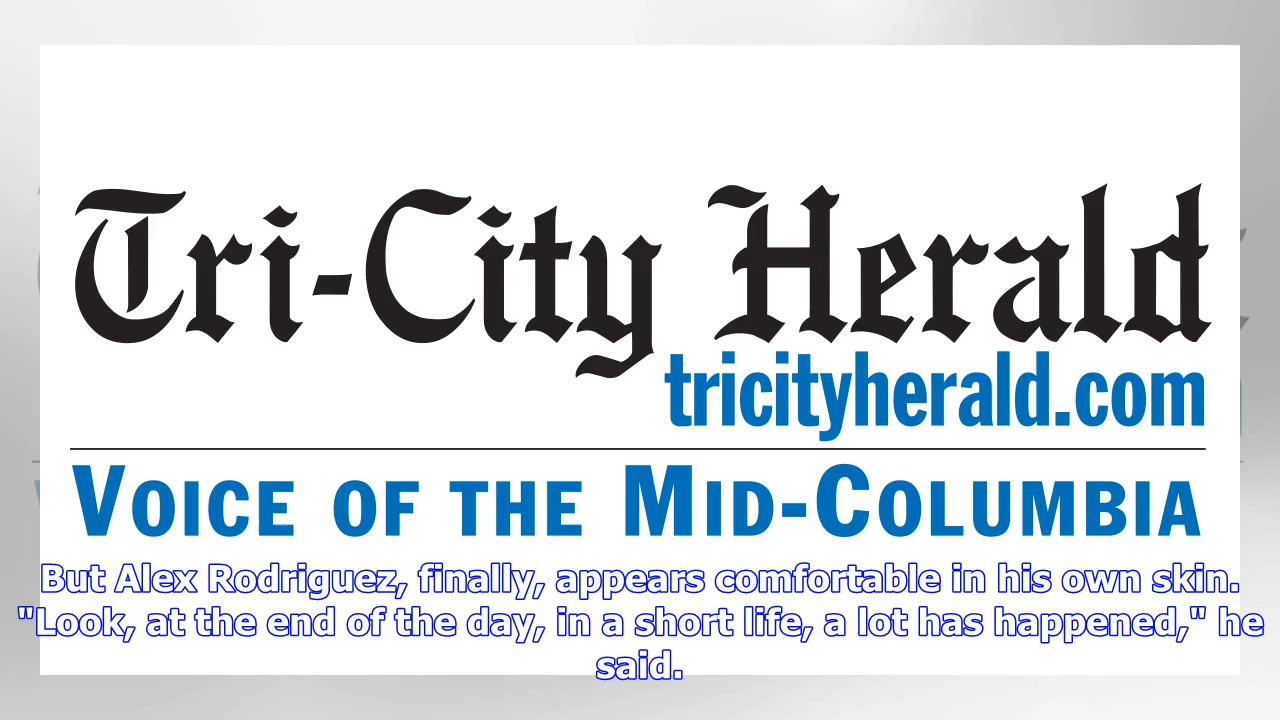 Tri-City Herald
tricityherald.com
VOICE OF THE MID-COLUMBIA
But Alex Rodriguez, finally, appears comfortable in his own skin.
"Look, at the end of the day, in a short life, a lot has happened," he
said.